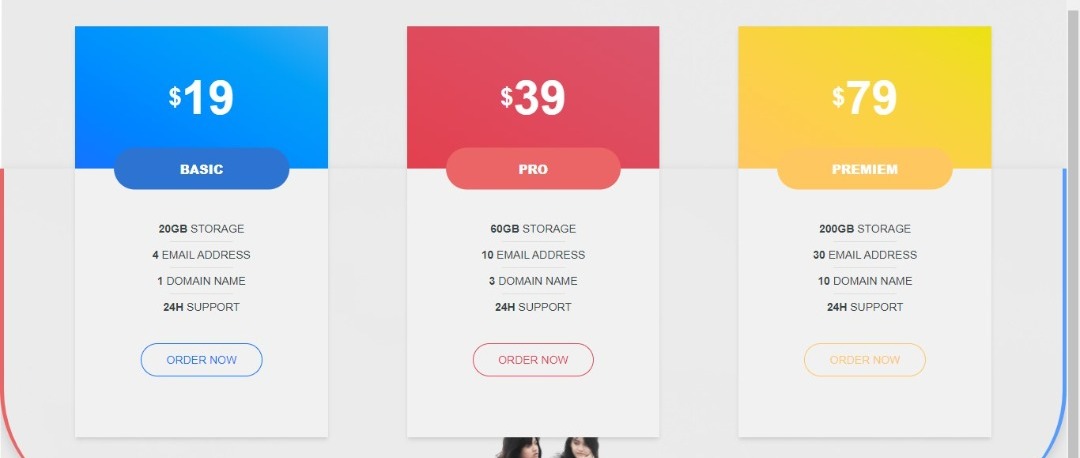 $19
BASIC
20GB STORAGE
4 EMAIL ADDRESS
1 DOMAIN NAME
24H SUPPORT
ORDER NOW
$39
PRO
60GB STORAGE
10 EMAIL ADDRESS
3 DOMAIN NAME
24H SUPPORT
ORDER NOW
$79
PREMIEM
200GB STORAGE
30 EMAIL ADDRESS
10 DOMAIN NAME
24H SUPPORT
ORDER NOW